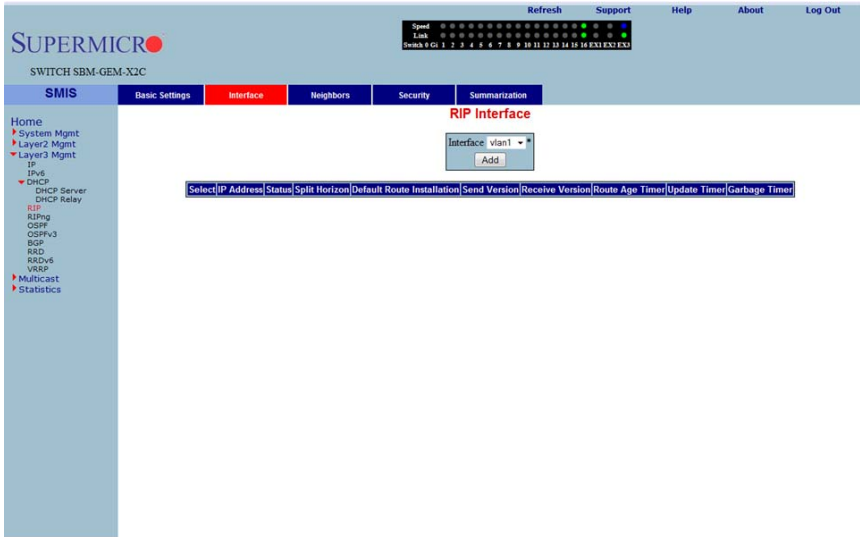 Refresh Support Help About Log Out
SUPERMICRO
SWITCH SBM-GEM-X2C
Speed
Link
Switch 0 Gi 1 2 3 4 5 6 7 8 9 10 11 12 13 14 15 16 EX1 EX2 EX3
SMIS
Basic Settings Interface Neighbors Security Summarization
Home
System Mgmt
Layer2 Mgmt
Layer3 Mgmt
IP
IPv6
DHCP
DHCP Server
DHCP Relay
RIP
RIPng
OSPF
OSPFv3
BGP
RRD
RRDv6
VRRP
Multicast
Statistics
RIP Interface
Interface vlan1 *
Add
Select IP Address Status Split Horizon Default Route Installation Send Version Receive Version Route Age Timer Update Timer Garbage Timer